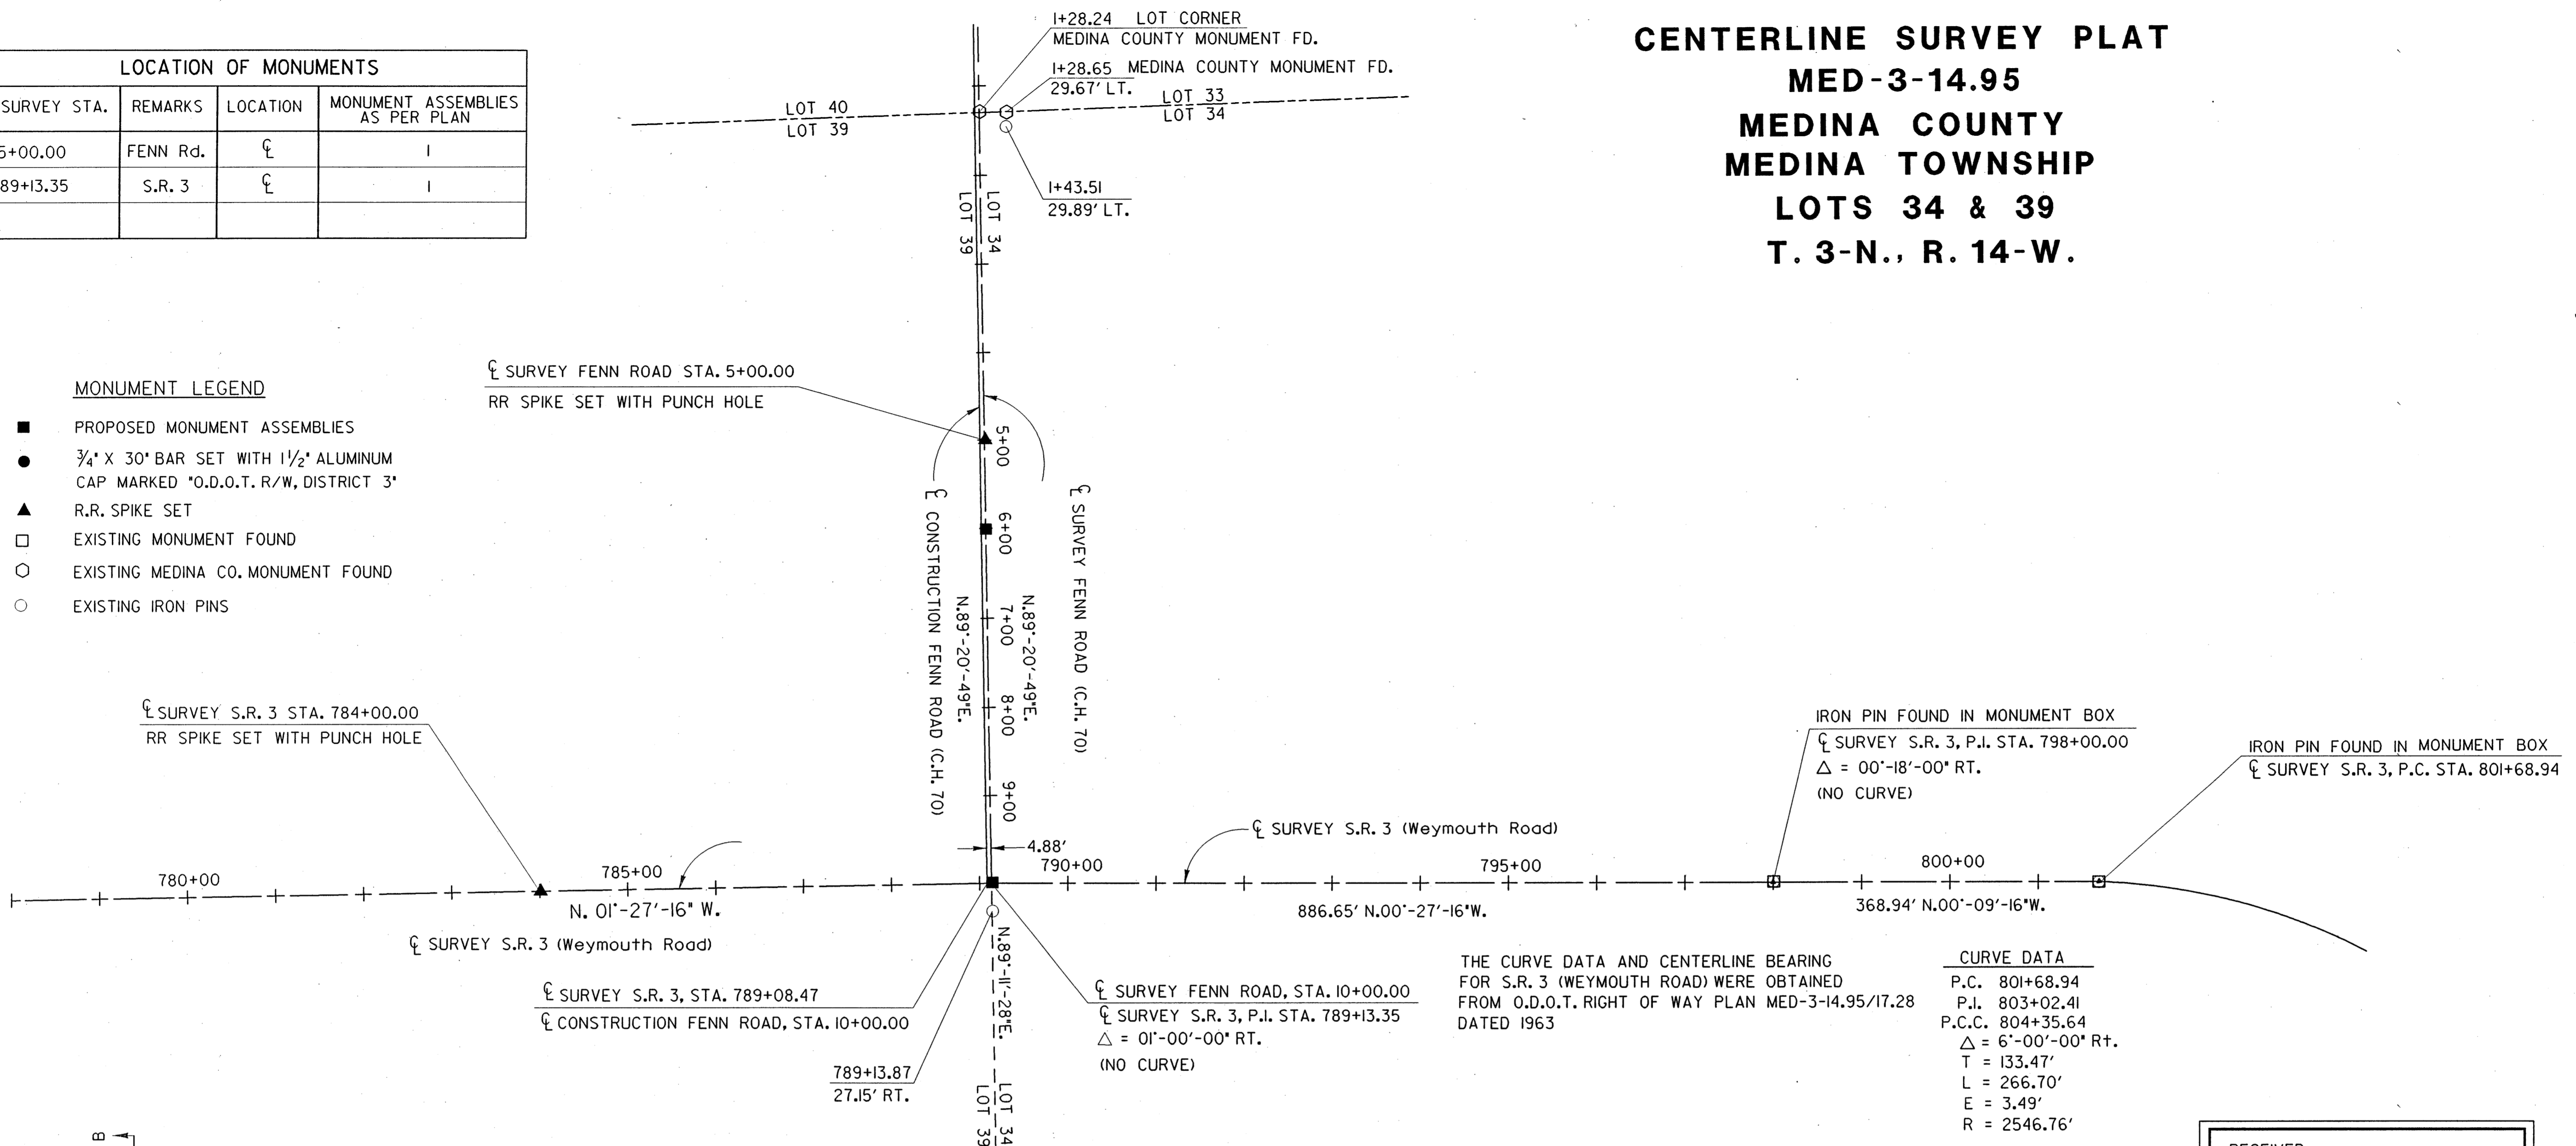 CENTERLINE SURVEY PLAT
MED-3-14.95
MEDINA COUNTY
MEDINA TOWNSHIP
LOTS 34 & 39
T. 3-N., R. 14-W.
LOCATION OF MONUMENTS
SURVEY STA. REMARKS LOCATION MONUMENT ASSEMBLIES
AS PER PLAN
5+00.00 FENN Rd. ℄ 1
89+13.35 S.R. 3 ℄ 1
1+28.24 LOT CORNER
MEDINA COUNTY MONUMENT FD.
1+28.65 MEDINA COUNTY MONUMENT FD.
29.67' LT.
LOT 40
LOT 39
LOT 33
LOT 34
1+43.51
29.89' LT.
LOT 34
LOT 39
MONUMENT LEGEND
PROPOSED MONUMENT ASSEMBLIES
3/4" X 30" BAR SET WITH 1 1/2" ALUMINUM
CAP MARKED "O.D.O.T. R/W, DISTRICT 3"
R.R. SPIKE SET
EXISTING MONUMENT FOUND
EXISTING MEDINA CO. MONUMENT FOUND
EXISTING IRON PINS
℄ SURVEY FENN ROAD STA. 5+00.00
RR SPIKE SET WITH PUNCH HOLE
5+00
6+00
7+00
8+00
9+00
℄ CONSTRUCTION FENN ROAD (C.H. 70)
N.89°-20'-49"E.
N.89°-20'-49"E.
℄ SURVEY FENN ROAD (C.H. 70)
℄ SURVEY S.R. 3 STA. 784+00.00
RR SPIKE SET WITH PUNCH HOLE
IRON PIN FOUND IN MONUMENT BOX
℄ SURVEY S.R. 3, P.I. STA. 798+00.00
△ = 00°-18'-00" RT.
(NO CURVE)
IRON PIN FOUND IN MONUMENT BOX
℄ SURVEY S.R. 3, P.C. STA. 801+68.94
℄ SURVEY S.R. 3 (Weymouth Road)
4.88'
780+00
785+00
790+00
795+00
800+00
N. 01°-27'-16" W.
886.65' N.00°-27'-16"W.
368.94' N.00°-09'-16"W.
℄ SURVEY S.R. 3 (Weymouth Road)
℄ SURVEY S.R. 3, STA. 789+08.47
℄ CONSTRUCTION FENN ROAD, STA. 10+00.00
789+13.87
27.15' RT.
N.89°-11'-28"E.
LOT 34
LOT 39
℄ SURVEY FENN ROAD, STA. 10+00.00
℄ SURVEY S.R. 3, P.I. STA. 789+13.35
△ = 01°-00'-00" RT.
(NO CURVE)
THE CURVE DATA AND CENTERLINE BEARING
FOR S.R. 3 (WEYMOUTH ROAD) WERE OBTAINED
FROM O.D.O.T. RIGHT OF WAY PLAN MED-3-14.95/17.28
DATED 1963
CURVE DATA
P.C. 801+68.94
P.I. 803+02.41
P.C.C. 804+35.64
△ = 6°-00'-00" Rt.
T = 133.47'
L = 266.70'
E = 3.49'
R = 2546.76'
B